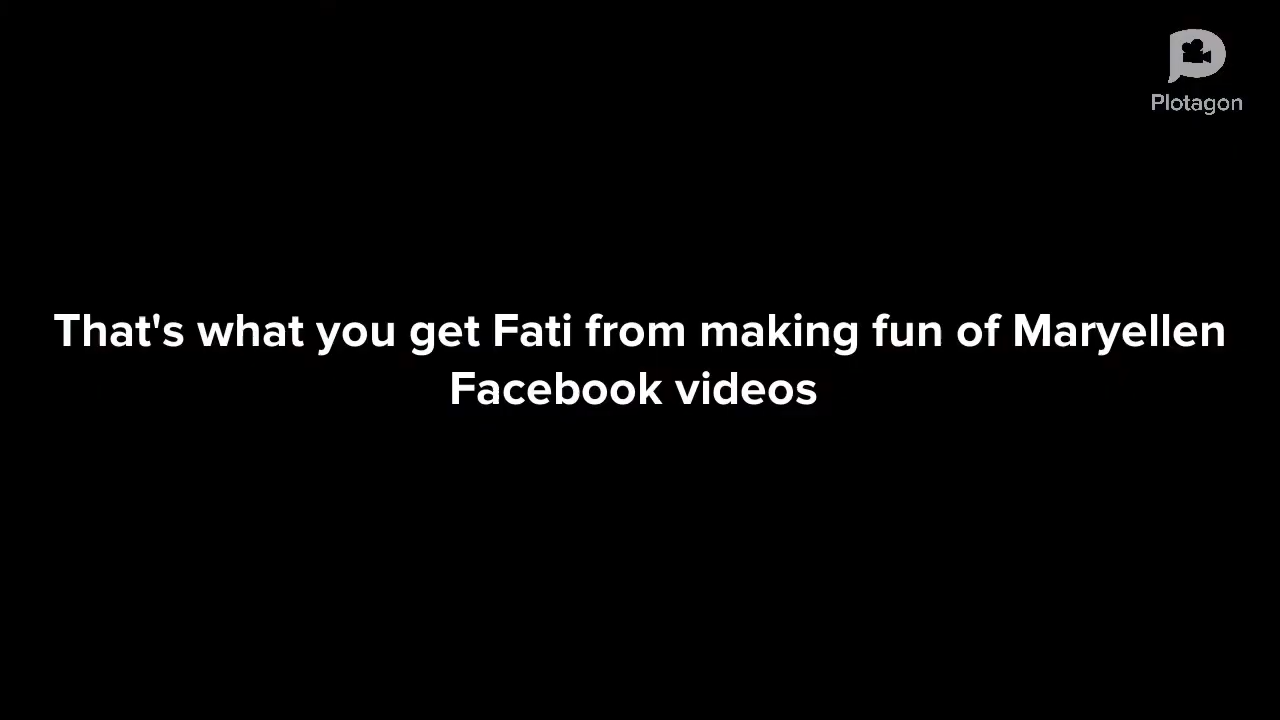 Plotagon
That's what you get Fati from making fun of Maryellen
Facebook videos